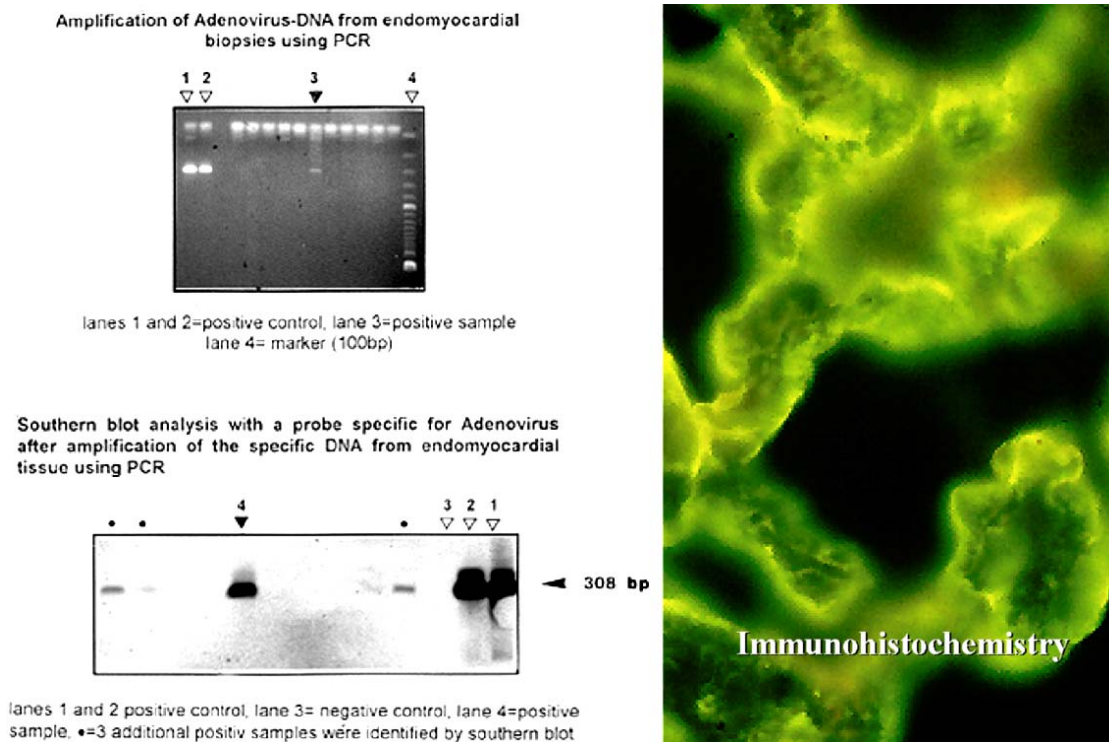 Amplification of Adenovirus-DNA from endomyocardial
biopsies using PCR
1 2 3 4
lanes 1 and 2=positive control, lane 3=positive sample
lane 4= marker (100bp)
Southern blot analysis with a probe specific for Adenovirus
after amplification of the specific DNA from endomyocardial
tissue using PCR
• • 4 • 3 2 1
308 bp
lanes 1 and 2 positive control, lane 3= negative control, lane 4=positive
sample, •=3 additional positiv samples were identified by southern blot
Immunohistochemistry